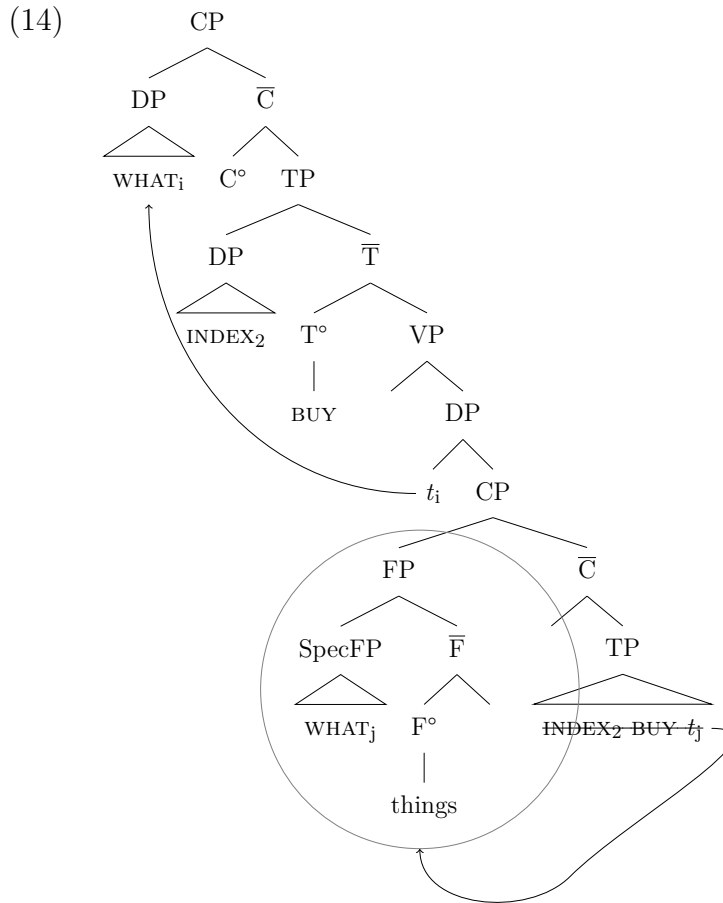 (14) CP
DP C̅
WHATi C° TP
DP T̅
INDEX2 T° VP
BUY DP
ti CP
FP C̅
SpecFP F̅ TP
WHATj F° INDEX2 BUY tj
things